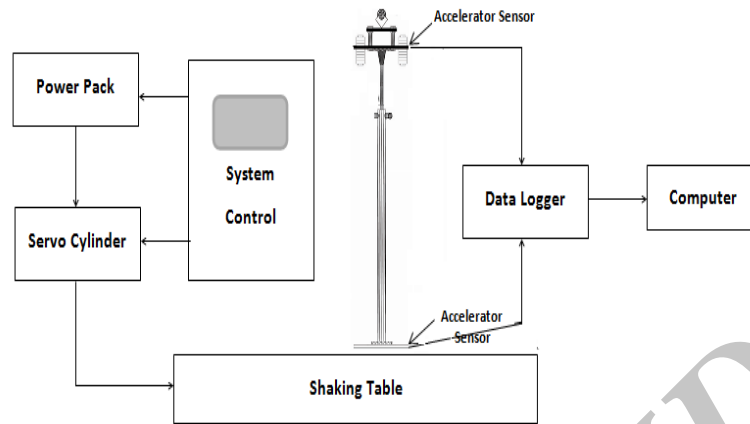 Accelerator Sensor
Power Pack
System
Control
Servo Cylinder
Data Logger
Computer
Accelerator
Sensor
Shaking Table